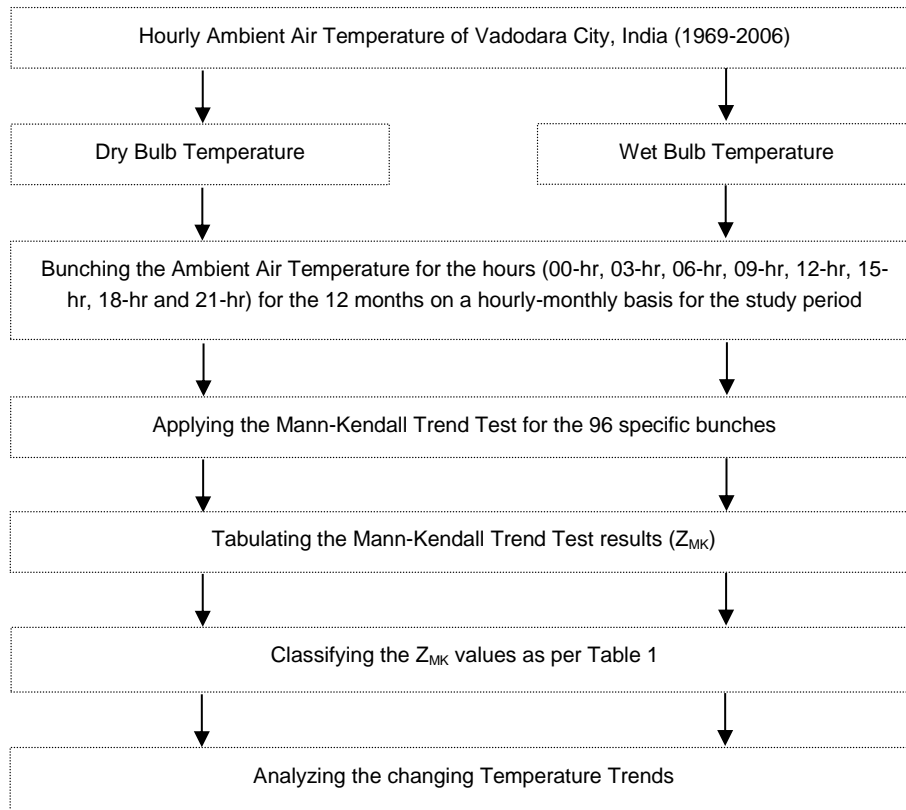 Hourly Ambient Air Temperature of Vadodara City, India (1969-2006)
Dry Bulb Temperature
Wet Bulb Temperature
Bunching the Ambient Air Temperature for the hours (00-hr, 03-hr, 06-hr, 09-hr, 12-hr, 15-
hr, 18-hr and 21-hr) for the 12 months on a hourly-monthly basis for the study period
Applying the Mann-Kendall Trend Test for the 96 specific bunches
Tabulating the Mann-Kendall Trend Test results (ZMK)
Classifying the ZMK values as per Table 1
Analyzing the changing Temperature Trends